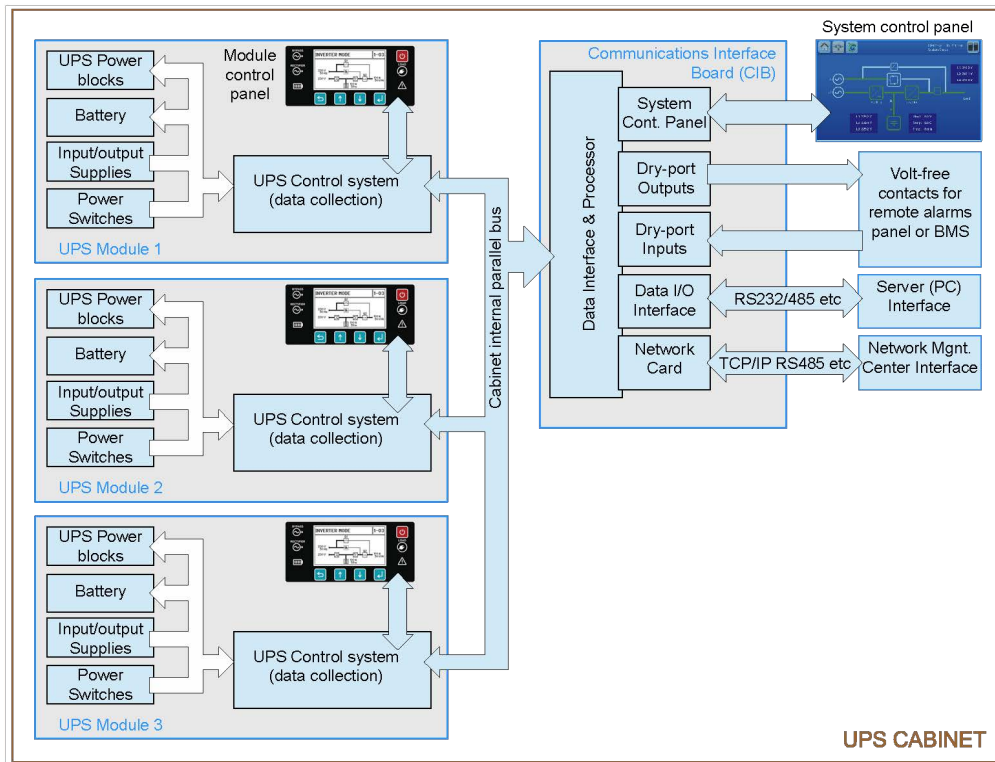 System control panel
UPS Power
blocks
Battery
Input/output
Supplies
Power
Switches
Module
control
panel
INVERTER MODE
UPS Control system
(data collection)
UPS Module 1
UPS Power
blocks
Battery
Input/output
Supplies
Power
Switches
INVERTER MODE
UPS Control system
(data collection)
UPS Module 2
UPS Power
blocks
Battery
Input/output
Supplies
Power
Switches
INVERTER MODE
UPS Control system
(data collection)
UPS Module 3
Cabinet internal parallel bus
Communications Interface
Board (CIB)
Data Interface & Processor
System
Cont. Panel
Dry-port
Outputs
Dry-port
Inputs
Data I/O
Interface
Network
Card
RS232/485 etc
TCP/IP RS485 etc
Volt-free
contacts for
remote alarms
panel or BMS
Server (PC)
Interface
Network Mgnt.
Center Interface
UPS CABINET